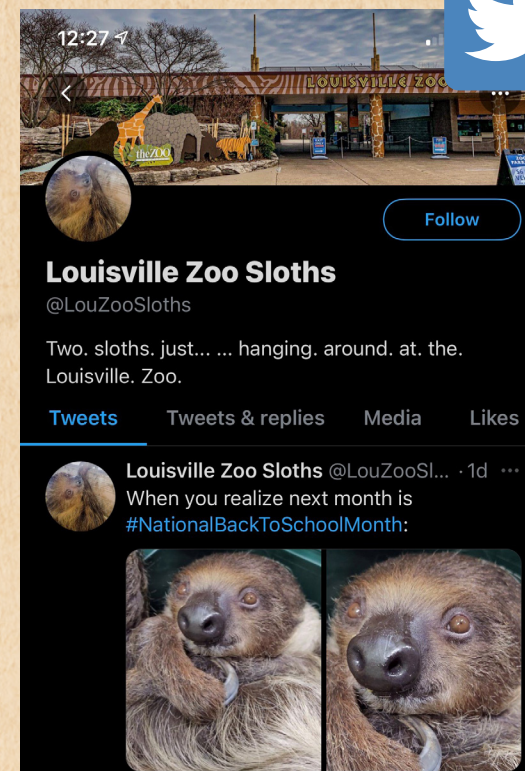 12:27
LOUISVILLE ZOO
the ZOO
Follow
Louisville Zoo Sloths
@LouZooSloths
Two. sloths. just... ... hanging. around. at. the.
Louisville. Zoo.
Tweets Tweets & replies Media Likes
Louisville Zoo Sloths @LouZooSl... · 1d ···
When you realize next month is
#NationalBackToSchoolMonth: